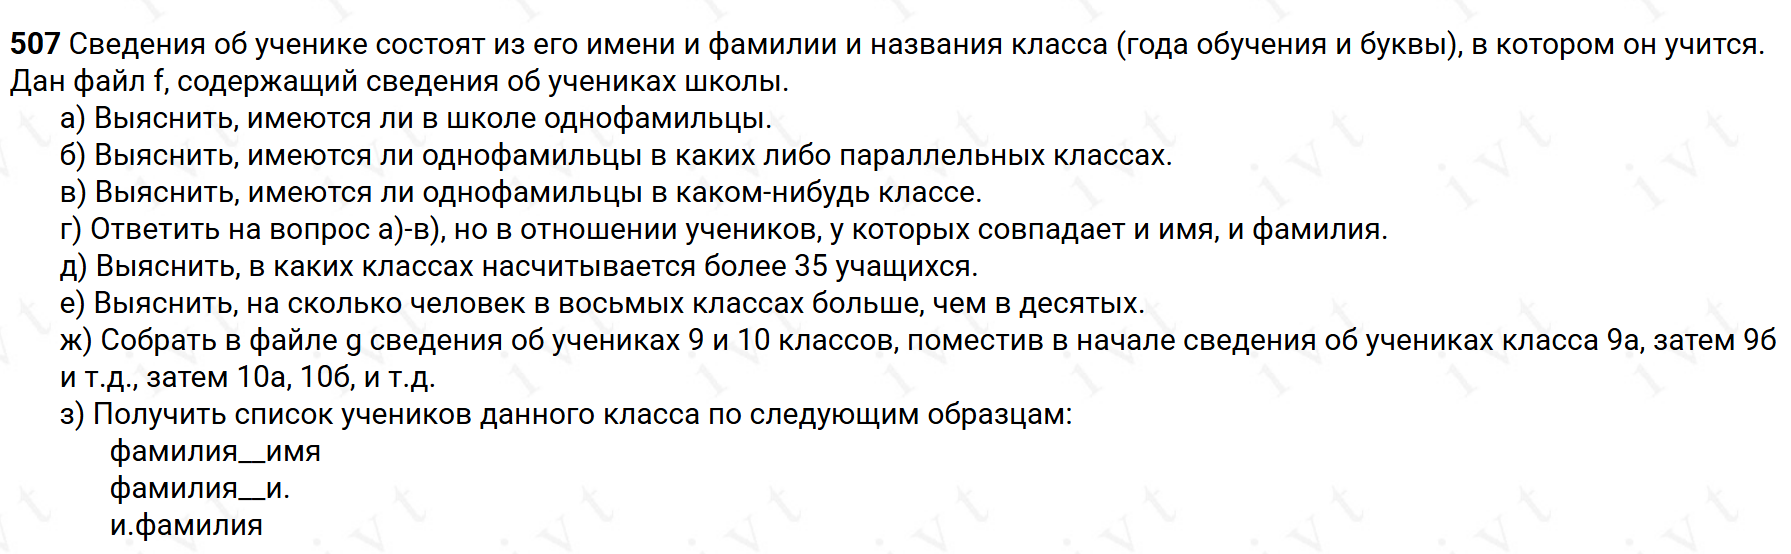 507 Сведения об ученике состоят из его имени и фамилии и названия класса (года обучения и буквы), в котором он учится.
Дан файл f, содержащий сведения об учениках школы.
а) Выяснить, имеются ли в школе однофамильцы.
б) Выяснить, имеются ли однофамильцы в каких либо параллельных классах.
в) Выяснить, имеются ли однофамильцы в каком-нибудь классе.
г) Ответить на вопрос а)-в), но в отношении учеников, у которых совпадает и имя, и фамилия.
д) Выяснить, в каких классах насчитывается более 35 учащихся.
е) Выяснить, на сколько человек в восьмых классах больше, чем в десятых.
ж) Собрать в файле g сведения об учениках 9 и 10 классов, поместив в начале сведения об учениках класса 9а, затем 9б
и т.д., затем 10а, 10б, и т.д.
з) Получить список учеников данного класса по следующим образцам:
фамилия__имя
фамилия__и.
и.фамилия